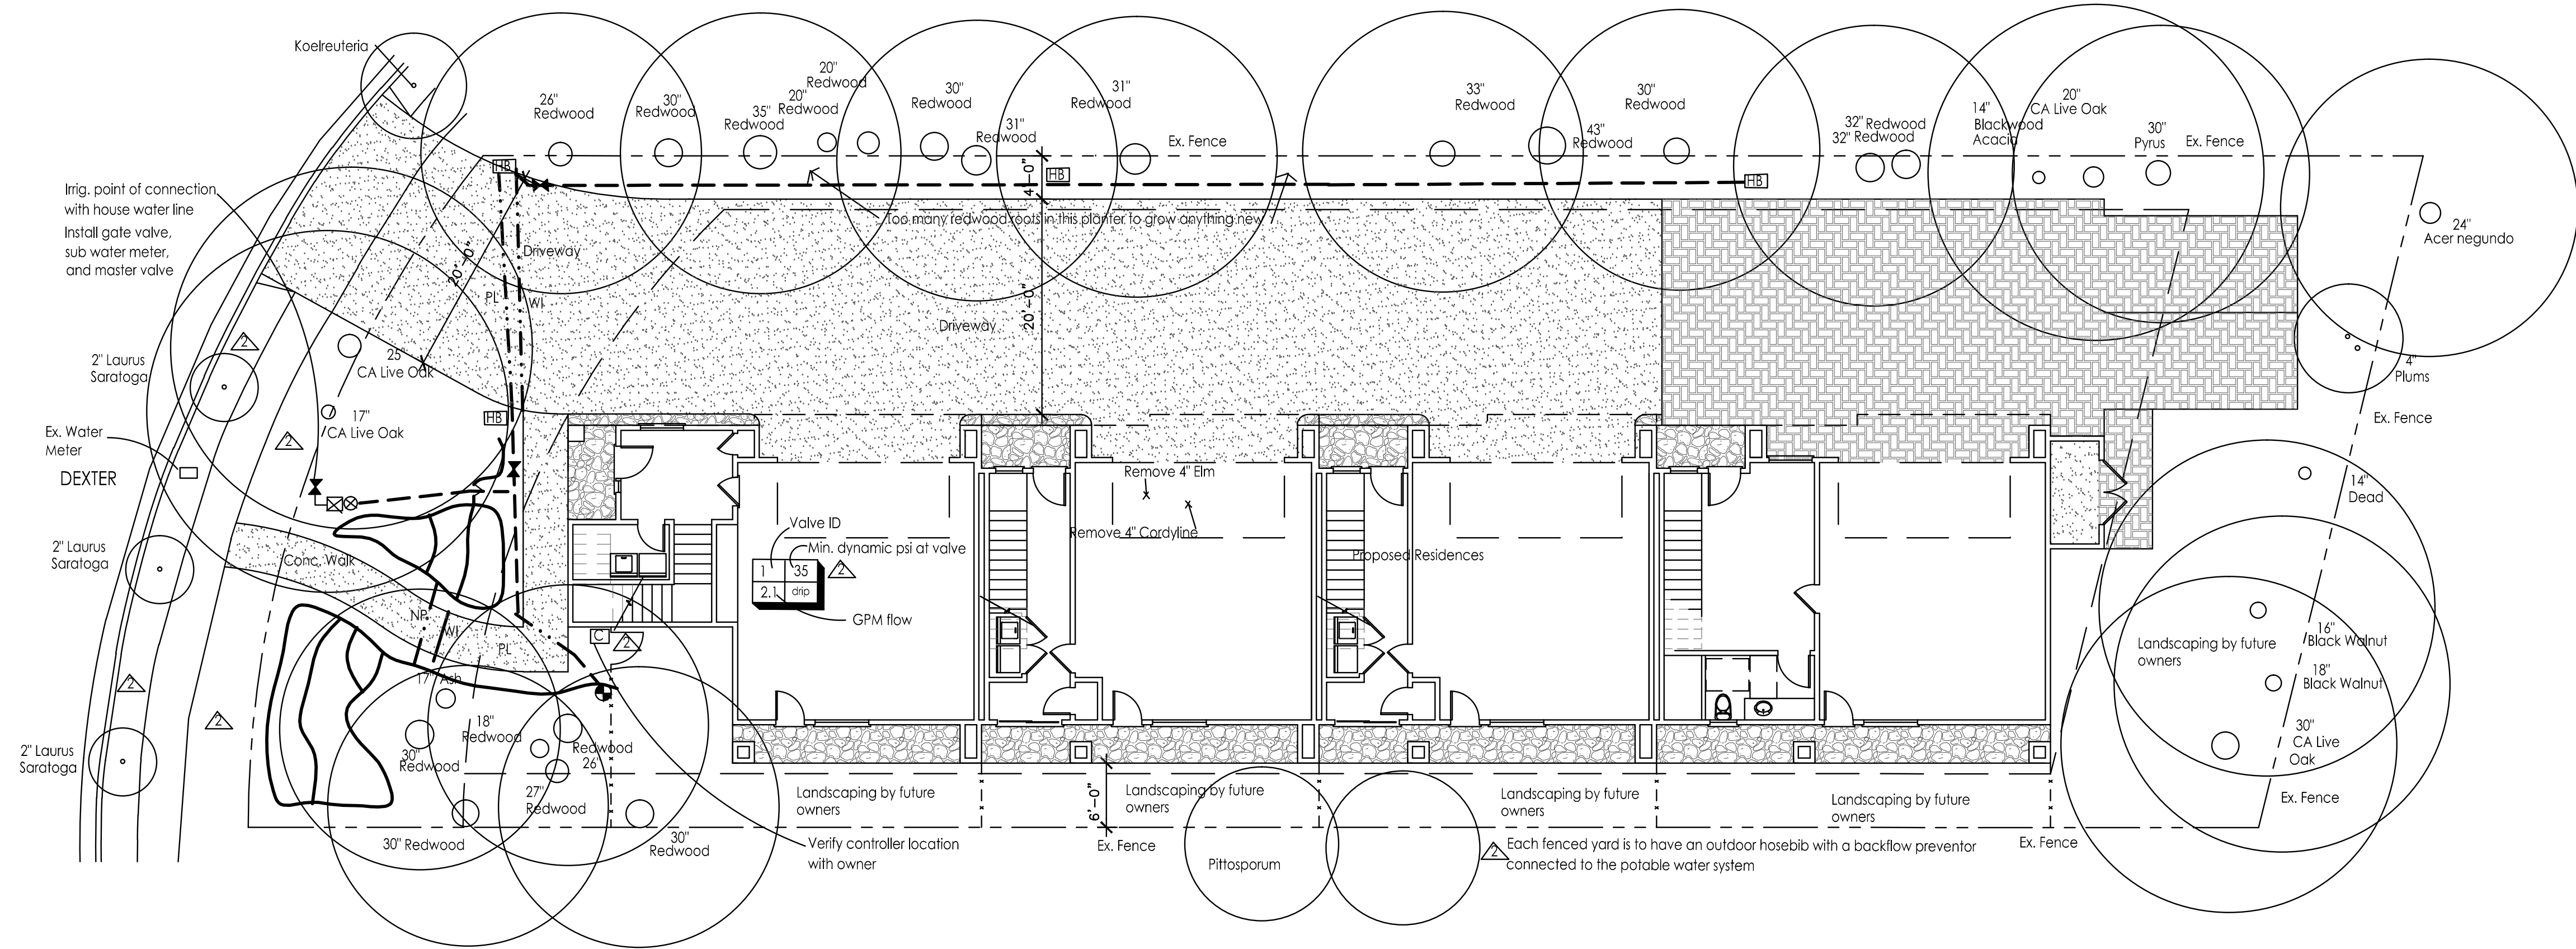 Koelreuteria
26"
Redwood
30"
Redwood
35"
Redwood
20"
Redwood
20"
Redwood
30"
Redwood
31"
Redwood
31"
Redwood
Ex. Fence
33"
Redwood
43"
Redwood
30"
Redwood
32" Redwood
32" Redwood
14"
Blackwood
Acacia
20"
CA Live Oak
30"
Pyrus
Ex. Fence
24"
Acer negundo
HB
HB
HB
4'-0"
Irrig. point of connection
with house water line
Install gate valve,
sub water meter,
and master valve
Too many redwood roots in this planter to grow anything new
Driveway
20'-0"
PL
WL
Driveway
20'-0"
2
2" Laurus
Saratoga
25"
CA Live Oak
4"
Plums
Ex. Fence
HB
17"
CA Live Oak
2
Ex. Water
Meter
DEXTER
Remove 4" Elm
Remove 4" Cordyline
14"
Dead
Valve ID
Min. dynamic psi at valve
1
35
2
2.1
drip
GPM flow
Proposed Residences
2" Laurus
Saratoga
Conc. Walk
NP
WL
PL
C
2
Landscaping by future
owners
16"
Black Walnut
18"
Black Walnut
2
2
17" Ash
18"
Redwood
Redwood
26"
30"
Redwood
30"
CA Live
Oak
2" Laurus
Saratoga
27"
Redwood
Landscaping by future
owners
6'-0"
Landscaping by future
owners
Landscaping by future
owners
Landscaping by future
owners
Ex. Fence
30" Redwood
30"
Redwood
Verify controller location
with owner
Ex. Fence
Pittosporum
2
Each fenced yard is to have an outdoor hosebib with a backflow preventor
connected to the potable water system
Ex. Fence